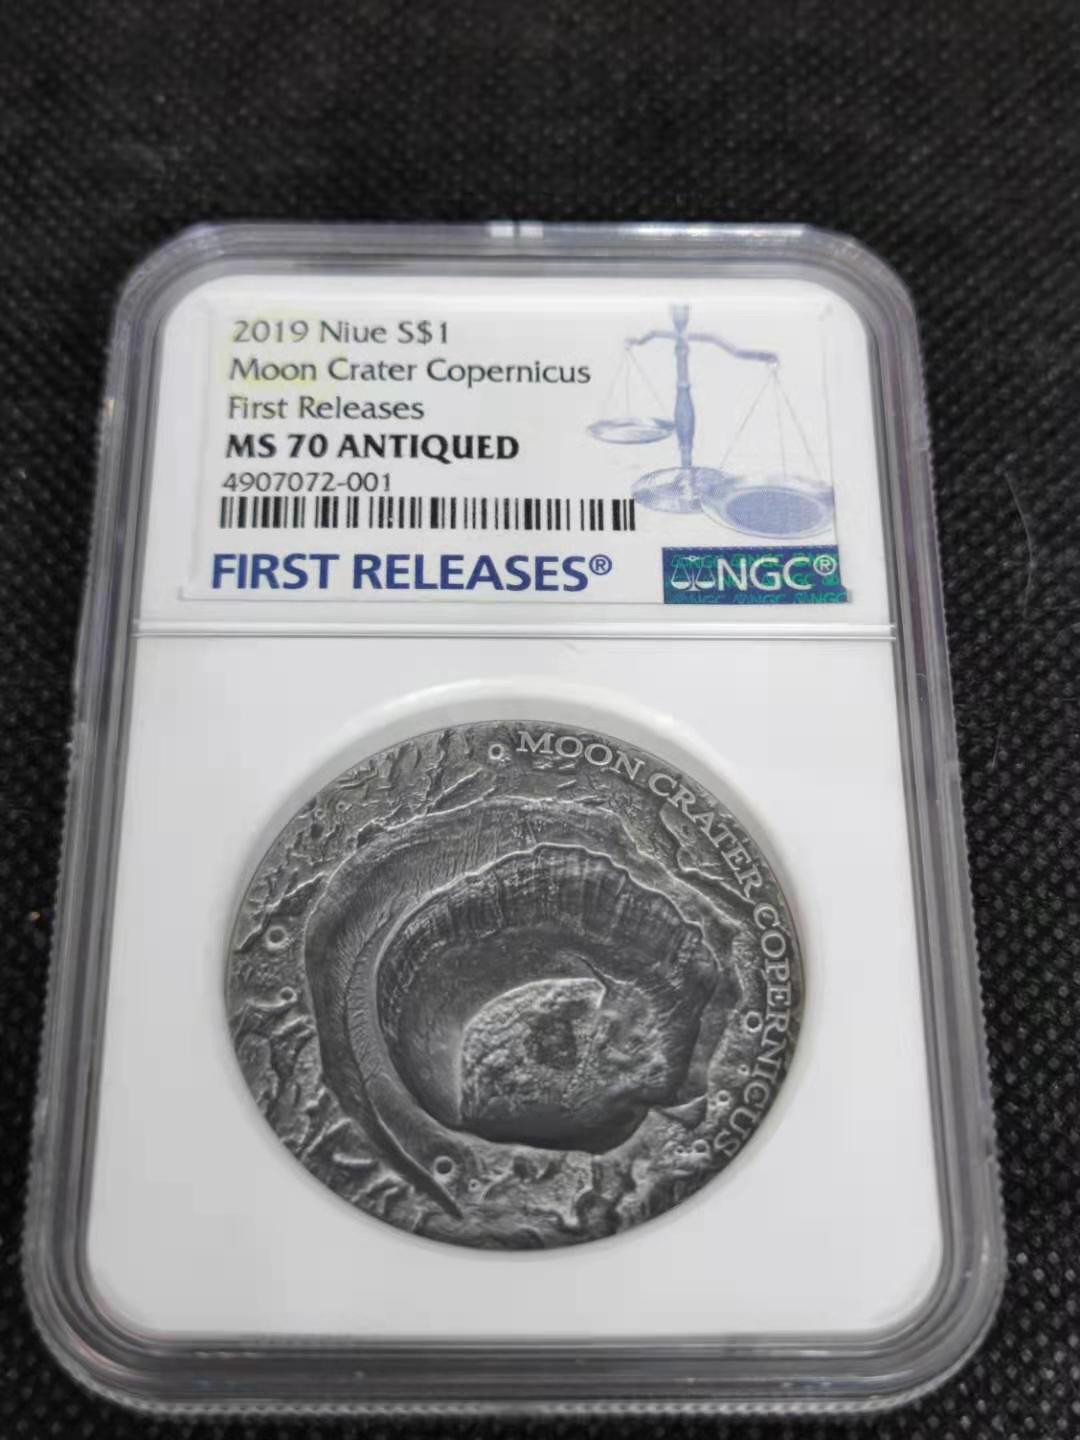 2019 Niue S$1
Moon Crater Copernicus
First Releases
MS 70 ANTIQUED
4907072-001
FIRST RELEASES®
NGC®
MOON CRATER COPERNICUS